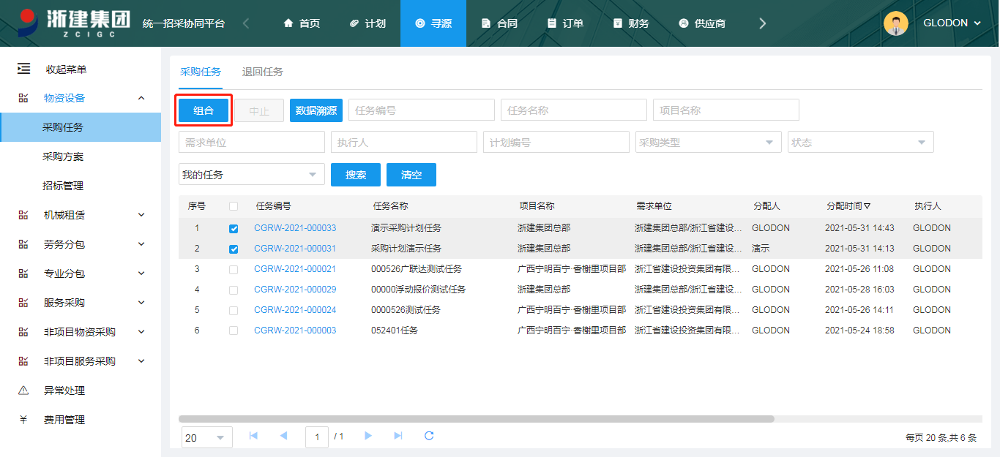 浙建集团 ZCIGC 统一招采协同平台 首页 计划 寻源 合同 订单 财务 供应商 GLODON
收起菜单
物资设备
采购任务
采购方案
招标管理
机械租赁
劳务分包
专业分包
服务采购
非项目物资采购
非项目服务采购
异常处理
费用管理
采购任务 退回任务
组合 中止 数据溯源 任务编号 任务名称 项目名称
需求单位 执行人 计划编号 采购类型 状态
我的任务 搜索 清空
序号 任务编号 任务名称 项目名称 需求单位 分配人 分配时间 执行人
1 CGRW-2021-000033 演示采购计划任务 浙建集团总部 浙建集团总部/浙江省建设... GLODON 2021-05-31 14:43 GLODON
2 CGRW-2021-000031 采购计划演示任务 浙建集团总部 浙建集团总部/浙江省建设... 演示 2021-05-31 14:13 GLODON
3 CGRW-2021-000021 000526广联达测试任务 广西宁明百宁·香榭里项目部 浙江省建设投资集团有限... GLODON 2021-05-26 11:08 GLODON
4 CGRW-2021-000029 00000浮动报价测试任务 浙建集团总部 浙建集团总部/浙江省建设... GLODON 2021-05-28 16:03 GLODON
5 CGRW-2021-000024 0000526测试任务 广西宁明百宁·香榭里项目部 浙江省建设投资集团有限... GLODON 2021-05-26 14:11 GLODON
6 CGRW-2021-000003 052401任务 广西宁明百宁·香榭里项目部 浙江省建设投资集团有限... GLODON 2021-05-24 18:58 GLODON
20 1 / 1 每页 20 条,共 6 条